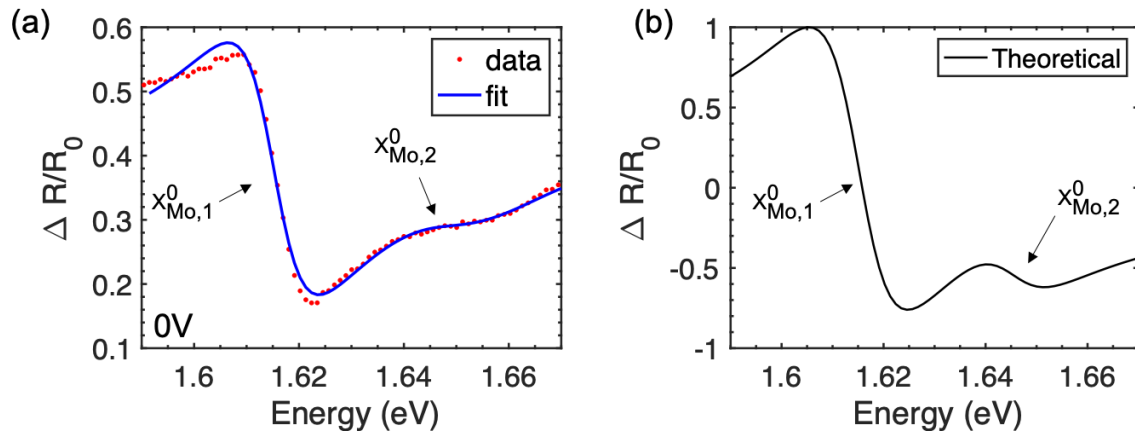 (a)
0.6
0.5
0.4
0.3
0.2
0.1
Δ R/R₀
data
fit
X⁰Mo,1
X⁰Mo,2
0V
1.6
1.62
1.64
1.66
Energy (eV)
(b)
1
0.5
0
-0.5
-1
Δ R/R₀
Theoretical
X⁰Mo,1
X⁰Mo,2
1.6
1.62
1.64
1.66
Energy (eV)